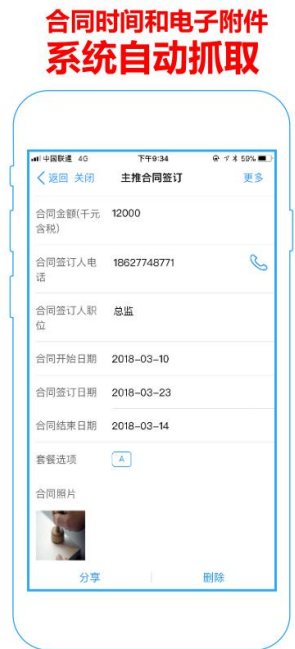 合同时间和电子附件
系统自动抓取
中国联通 4G 下午9:34 59%
返回 关闭 主推合同签订 更多
合同金额(千元 12000
含税)
合同签订人电 18627748771
话
合同签订人职 总监
位
合同开始日期 2018-03-10
合同签订日期 2018-03-23
合同结束日期 2018-03-14
套餐选项 A
合同照片
分享 删除